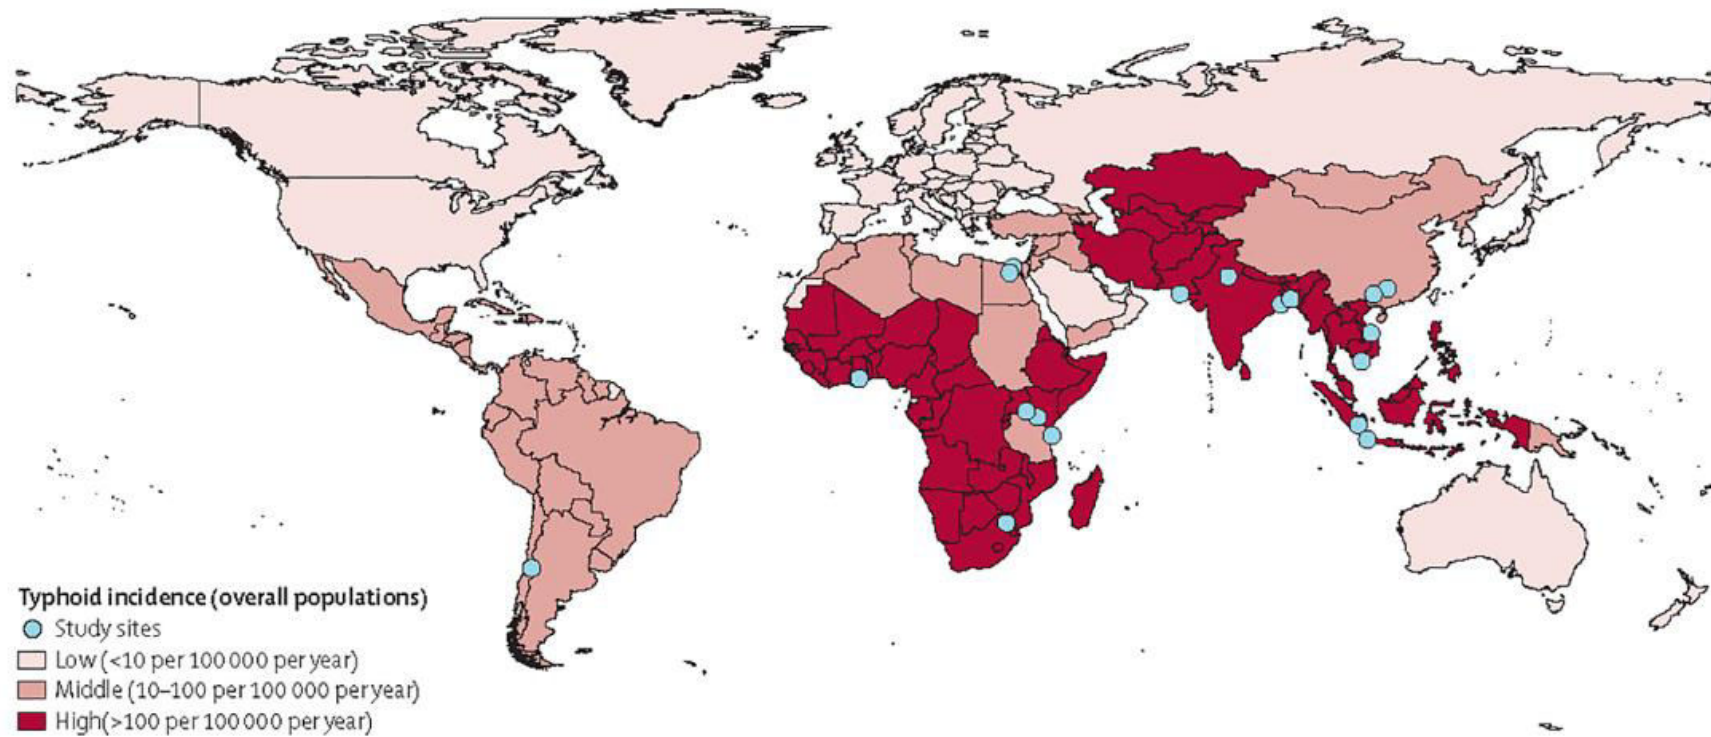 Typhoid incidence (overall populations)
Study sites
Low (<10 per 100 000 per year)
Middle (10–100 per 100 000 per year)
High(>100 per 100 000 per year)